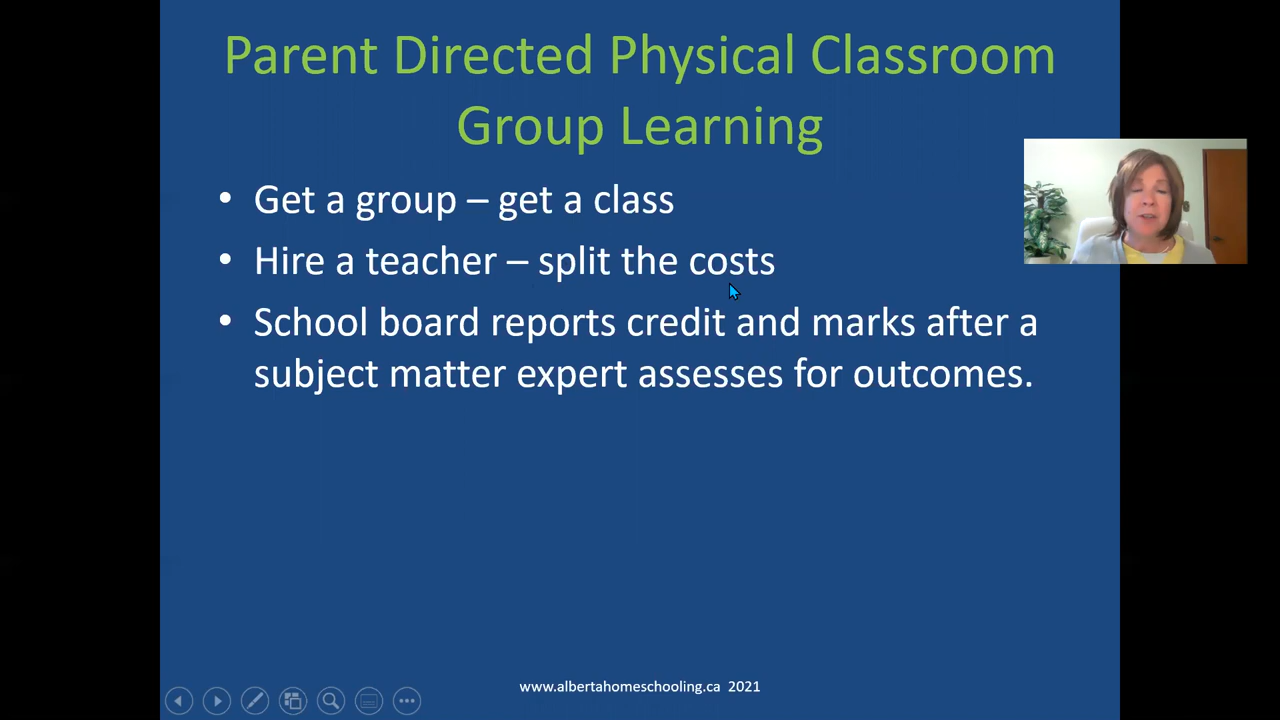 Parent Directed Physical Classroom
Group Learning
• Get a group – get a class
• Hire a teacher – split the costs
• School board reports credit and marks after a
subject matter expert assesses for outcomes.
www.albertahomeschooling.ca 2021